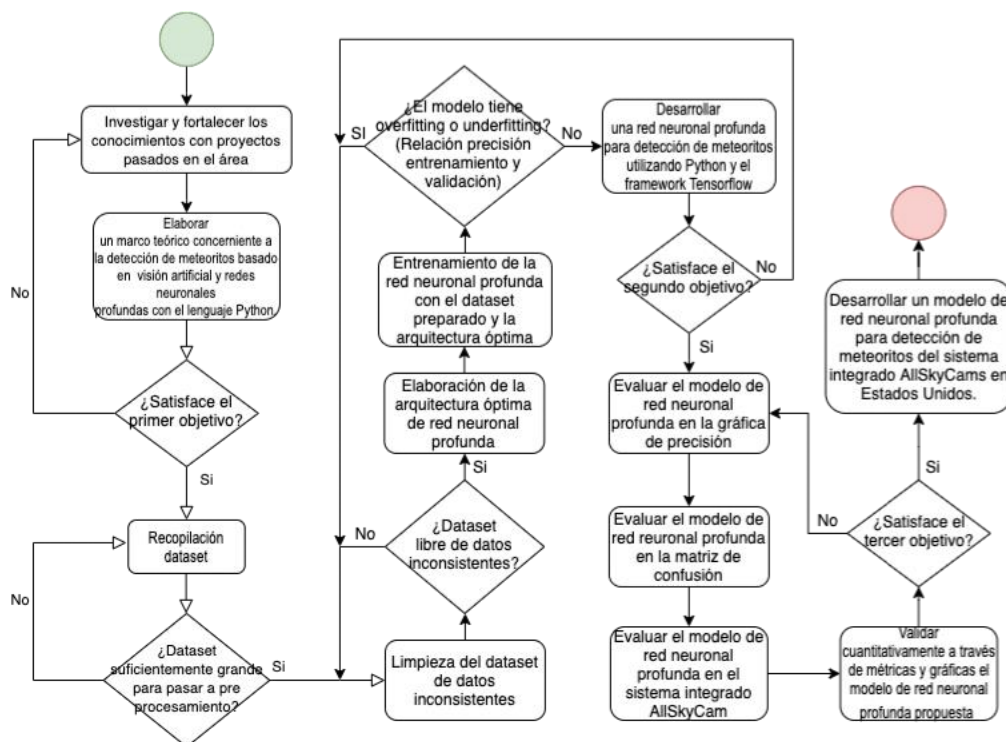 Investigar y fortalecer los
conocimientos con proyectos
pasados en el área
Elaborar
un marco teórico concerniente a
la detección de meteoritos basado
en visión artificial y redes
neuronales
profundas con el lenguaje Python.
No
¿Satisface el
primer objetivo?
Si
Recopilación
dataset
No
¿Dataset
suficientemente grande
para pasar a pre
procesamiento?
Si
Limpieza del dataset
de datos
inconsistentes
¿Dataset
libre de datos
inconsistentes?
No
Si
Elaboración de la
arquitectura óptima
de red neuronal
profunda
Entrenamiento de la
red neuronal profunda
con el dataset
preparado y la
arquitectura óptima
¿El modelo tiene
overfitting o underfitting?
(Relación precisión
entrenamiento y
validación)
SI
No
Desarrollar
una red neuronal profunda
para detección de meteoritos
utilizando Python y el
framework Tensorflow
¿Satisface el
segundo objetivo?
No
Si
Evaluar el modelo de
red neuronal
profunda en la gráfica
de precisión
Evaluar el modelo de
red reuronal profunda
en la matriz de
confusión
Evaluar el modelo de
red neuronal
profunda en el
sistema integrado
AllSkyCam
Validar
cuantitativamente a través
de métricas y gráficas el
modelo de red neuronal
profunda propuesta
¿Satisface el
tercer objetivo?
No
Si
Desarrollar un modelo de
red neuronal profunda
para detección de
meteoritos del sistema
integrado AllSkyCams en
Estados Unidos.